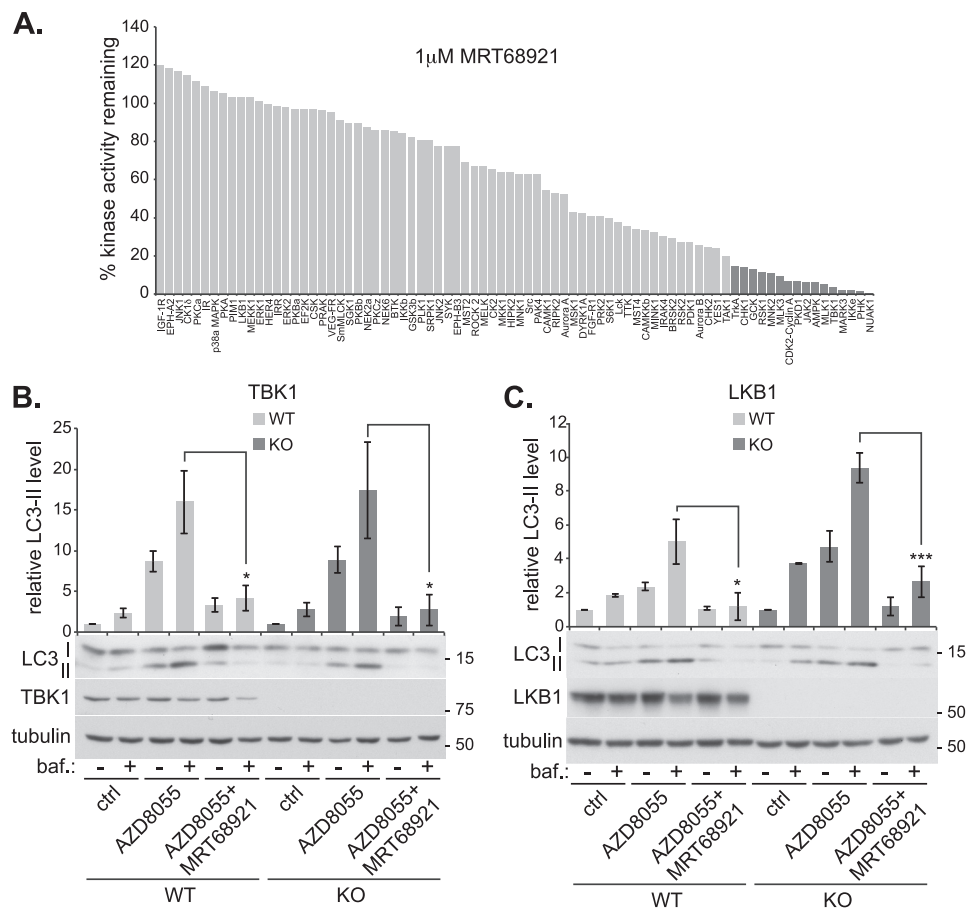 A.
1µM MRT68921
% kinase activity remaining
140
120
100
80
60
40
20
0
IGF-1R
EPH-A2
JNK1
CK1δ
PKCa
IR
p38a MAPK
PKA
PIM1
LKB1
MEKK1
ERK1
HER4
IRR
ERK2
PKBa
EF2K
CSK
PRAK
VEG-FR
SmMLCK
SGK1
PKBb
NEK2a
PKCz
NEK6
BTK
IKKb
GSK3b
PLK1
SRPK1
JNK2
SYK
EPH-B3
MST2
ROCK 2
MELK
MKK1
HIPK2
MNK1
Src
PAK4
CAMK1
RIPK2
Aurora A
MSK1
DYRK1A
FGF-R1
PRK2
S6K1
Lck
TTK
MST4
CAMKKb
MINK1
IRAK4
BRSK2
RSK2
PDK1
Aurora B
CHK2
YES1
TAK1
TrkA
CHK1
GCK
RSK1
MNK2
MLK3
CDK2-Cyclin A
PKD1
JAK2
AMPK
MLK1
TBK1
MARK3
IKKe
PHK
NUAK1
B.
TBK1
WT
KO
relative LC3-II level
25
20
15
10
5
0
* *
LC3 I
II
- 15
TBK1
- 75
tubulin
- 50
baf.: - + - + - + - + - + - +
ctrl AZD8055 AZD8055+ MRT68921 ctrl AZD8055 AZD8055+ MRT68921
WT KO
C.
LKB1
WT
KO
relative LC3-II level
12
10
8
6
4
2
0
* ***
LC3 I
II
- 15
LKB1
- 50
tubulin
- 50
baf.: - + - + - + - + - + - +
ctrl AZD8055 AZD8055+ MRT68921 ctrl AZD8055 AZD8055+ MRT68921
WT KO